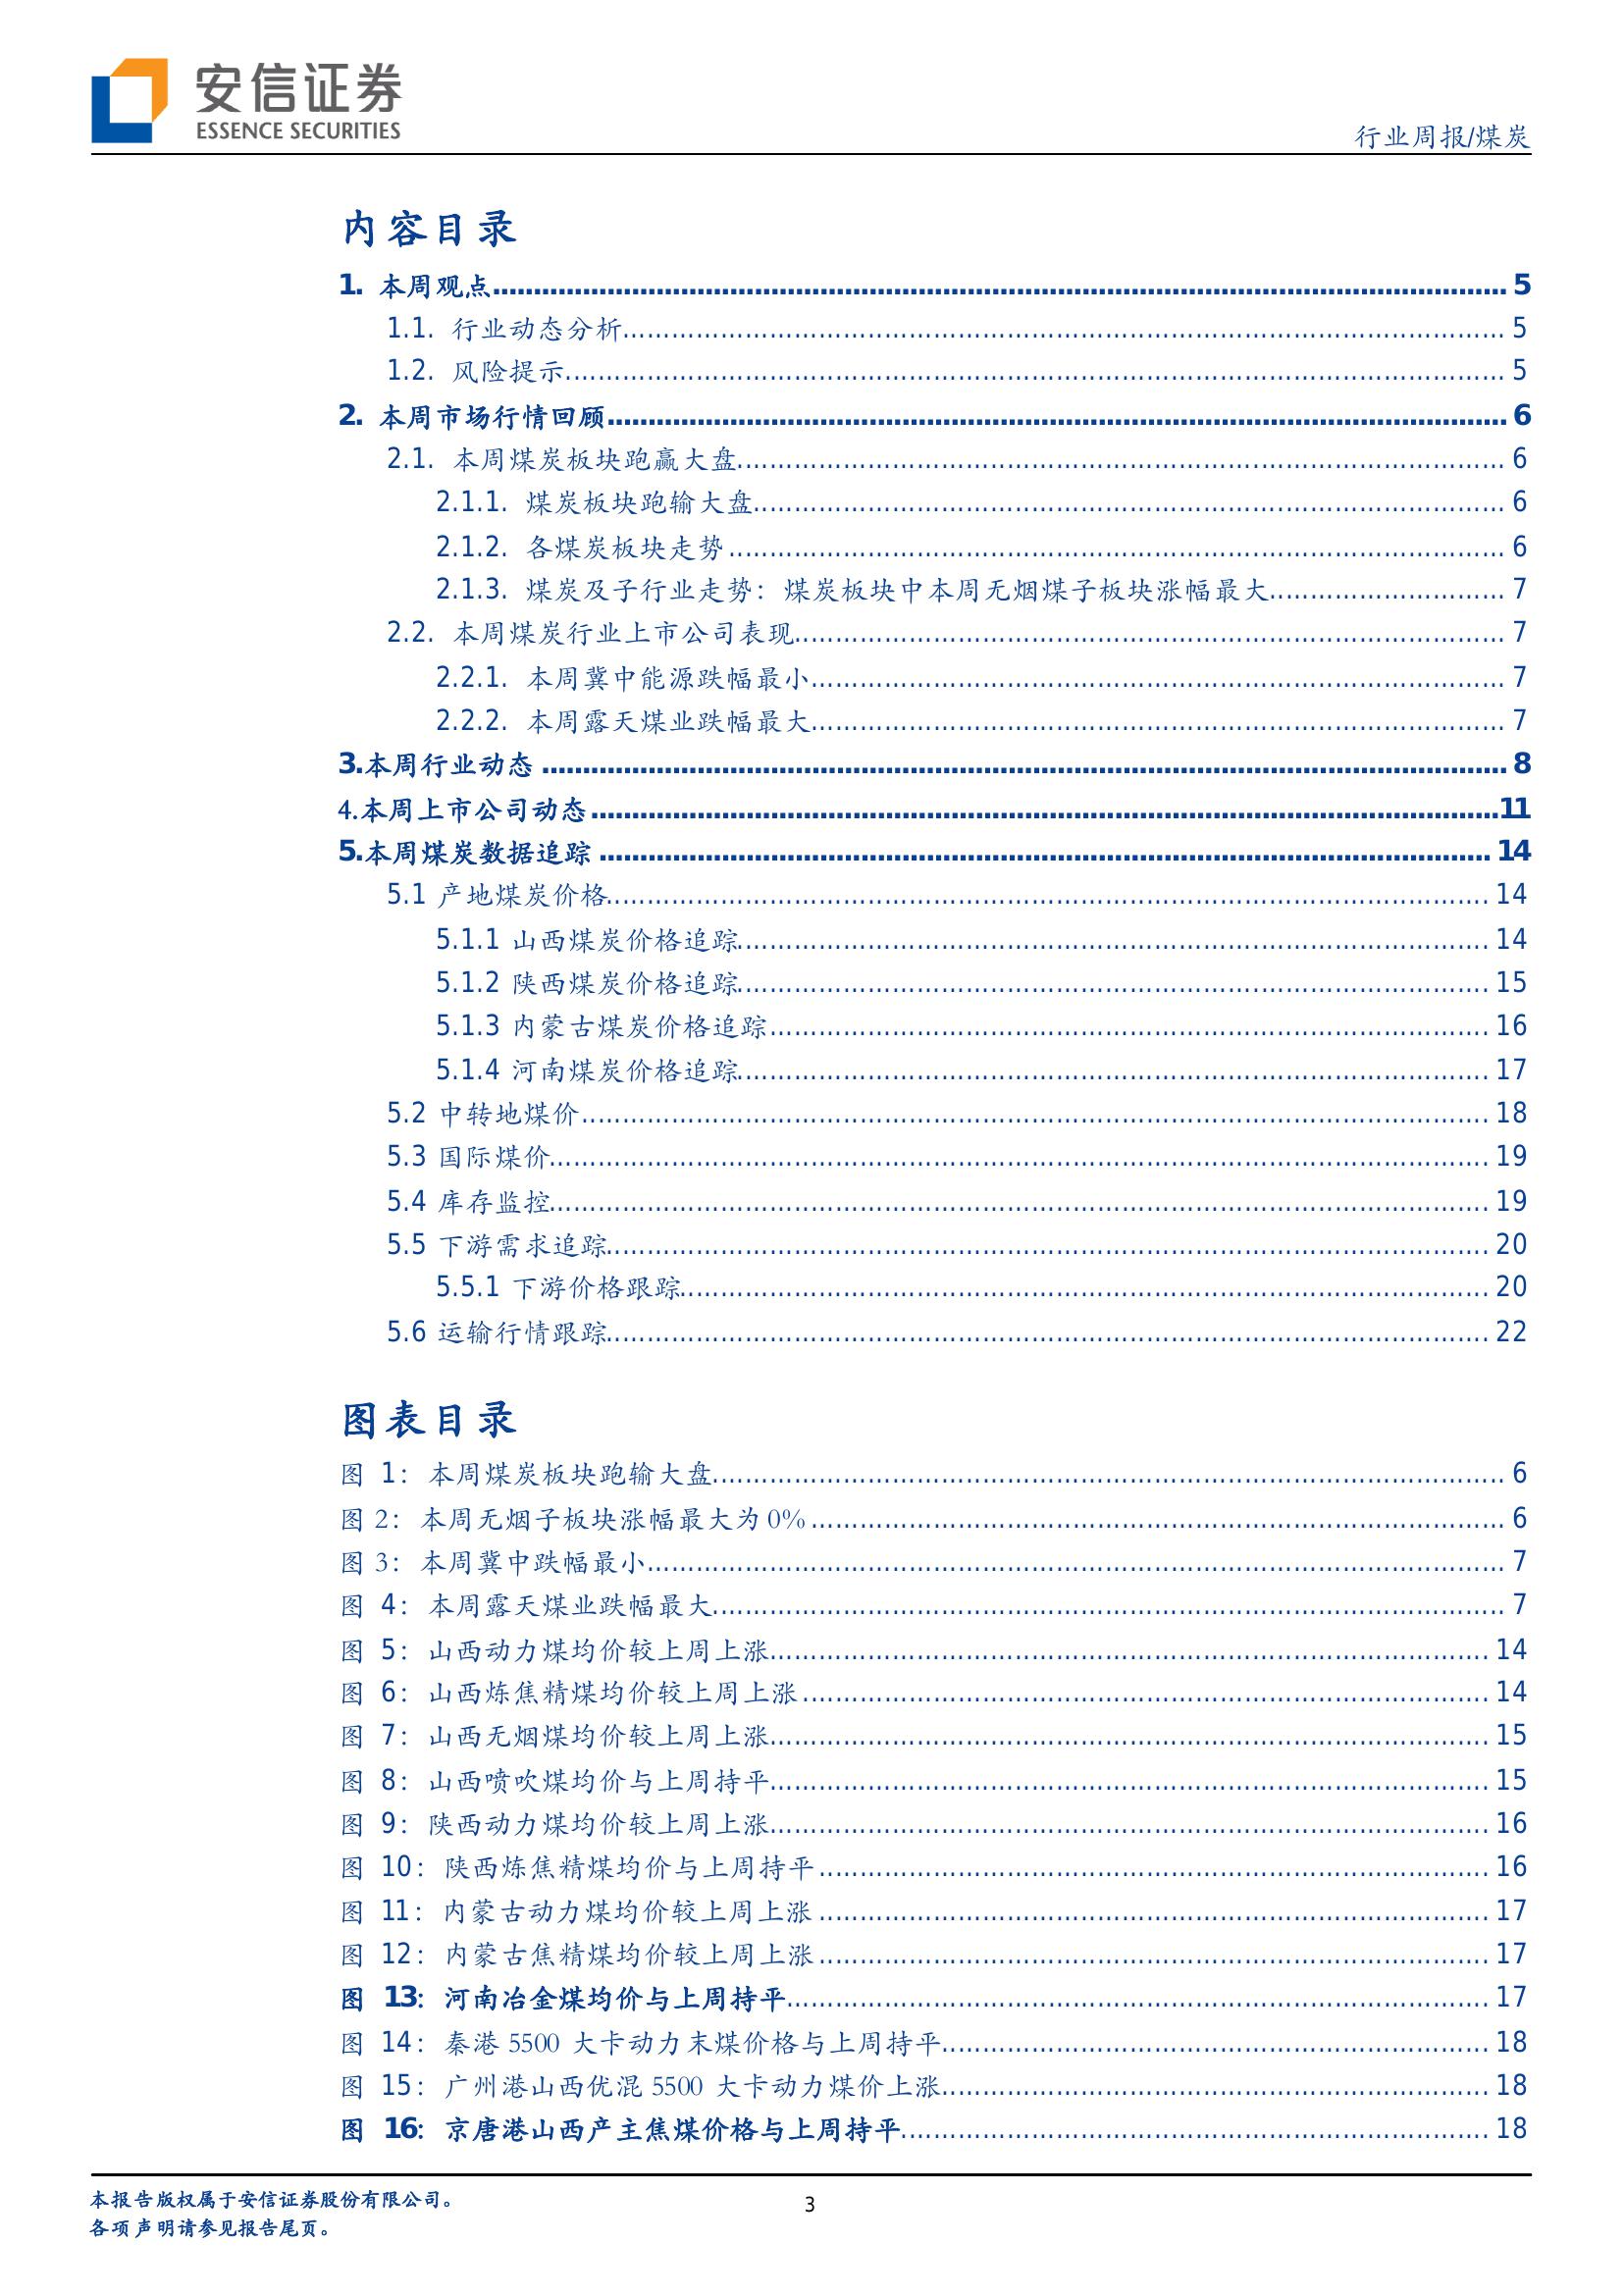 安信证券
ESSENCE SECURITIES
行业周报/煤炭
内容目录
1. 本周观点 5
1.1. 行业动态分析 5
1.2. 风险提示 5
2. 本周市场行情回顾 6
2.1. 本周煤炭板块跑赢大盘 6
2.1.1. 煤炭板块跑输大盘 6
2.1.2. 各煤炭板块走势 6
2.1.3. 煤炭及子行业走势：煤炭板块中本周无烟煤子板块涨幅最大 7
2.2. 本周煤炭行业上市公司表现 7
2.2.1. 本周冀中能源跌幅最小 7
2.2.2. 本周露天煤业跌幅最大 7
3.本周行业动态 8
4.本周上市公司动态 11
5.本周煤炭数据追踪 14
5.1 产地煤炭价格 14
5.1.1 山西煤炭价格追踪 14
5.1.2 陕西煤炭价格追踪 15
5.1.3 内蒙古煤炭价格追踪 16
5.1.4 河南煤炭价格追踪 17
5.2 中转地煤价 18
5.3 国际煤价 19
5.4 库存监控 19
5.5 下游需求追踪 20
5.5.1 下游价格跟踪 20
5.6 运输行情跟踪 22
图表目录
图 1：本周煤炭板块跑输大盘 6
图 2：本周无烟子板块涨幅最大为 0% 6
图 3：本周冀中跌幅最小 7
图 4：本周露天煤业跌幅最大 7
图 5：山西动力煤均价较上周上涨 14
图 6：山西炼焦精煤均价较上周上涨 14
图 7：山西无烟煤均价较上周上涨 15
图 8：山西喷吹煤均价与上周持平 15
图 9：陕西动力煤均价较上周上涨 16
图 10：陕西炼焦精煤均价与上周持平 16
图 11：内蒙古动力煤均价较上周上涨 17
图 12：内蒙古焦精煤均价较上周上涨 17
图 13：河南冶金煤均价与上周持平 17
图 14：秦港 5500 大卡动力末煤价格与上周持平 18
图 15：广州港山西优混 5500 大卡动力煤价上涨 18
图 16：京唐港山西产主焦煤价格与上周持平 18
本报告版权属于安信证券股份有限公司。
3
各项声明请参见报告尾页。